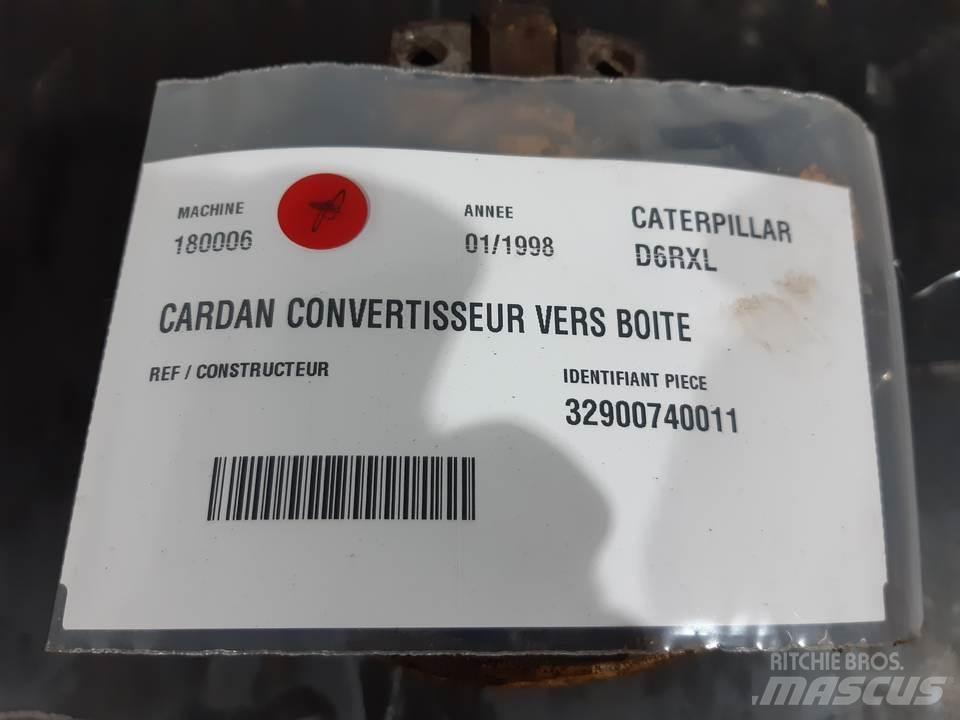 MACHINE
180006
ANNEE
01/1998
CATERPILLAR
D6RXL
CARDAN CONVERTISSEUR VERS BOITE
REF / CONSTRUCTEUR
IDENTIFIANT PIECE
32900740011
RITCHIE BROS.
MASCUS